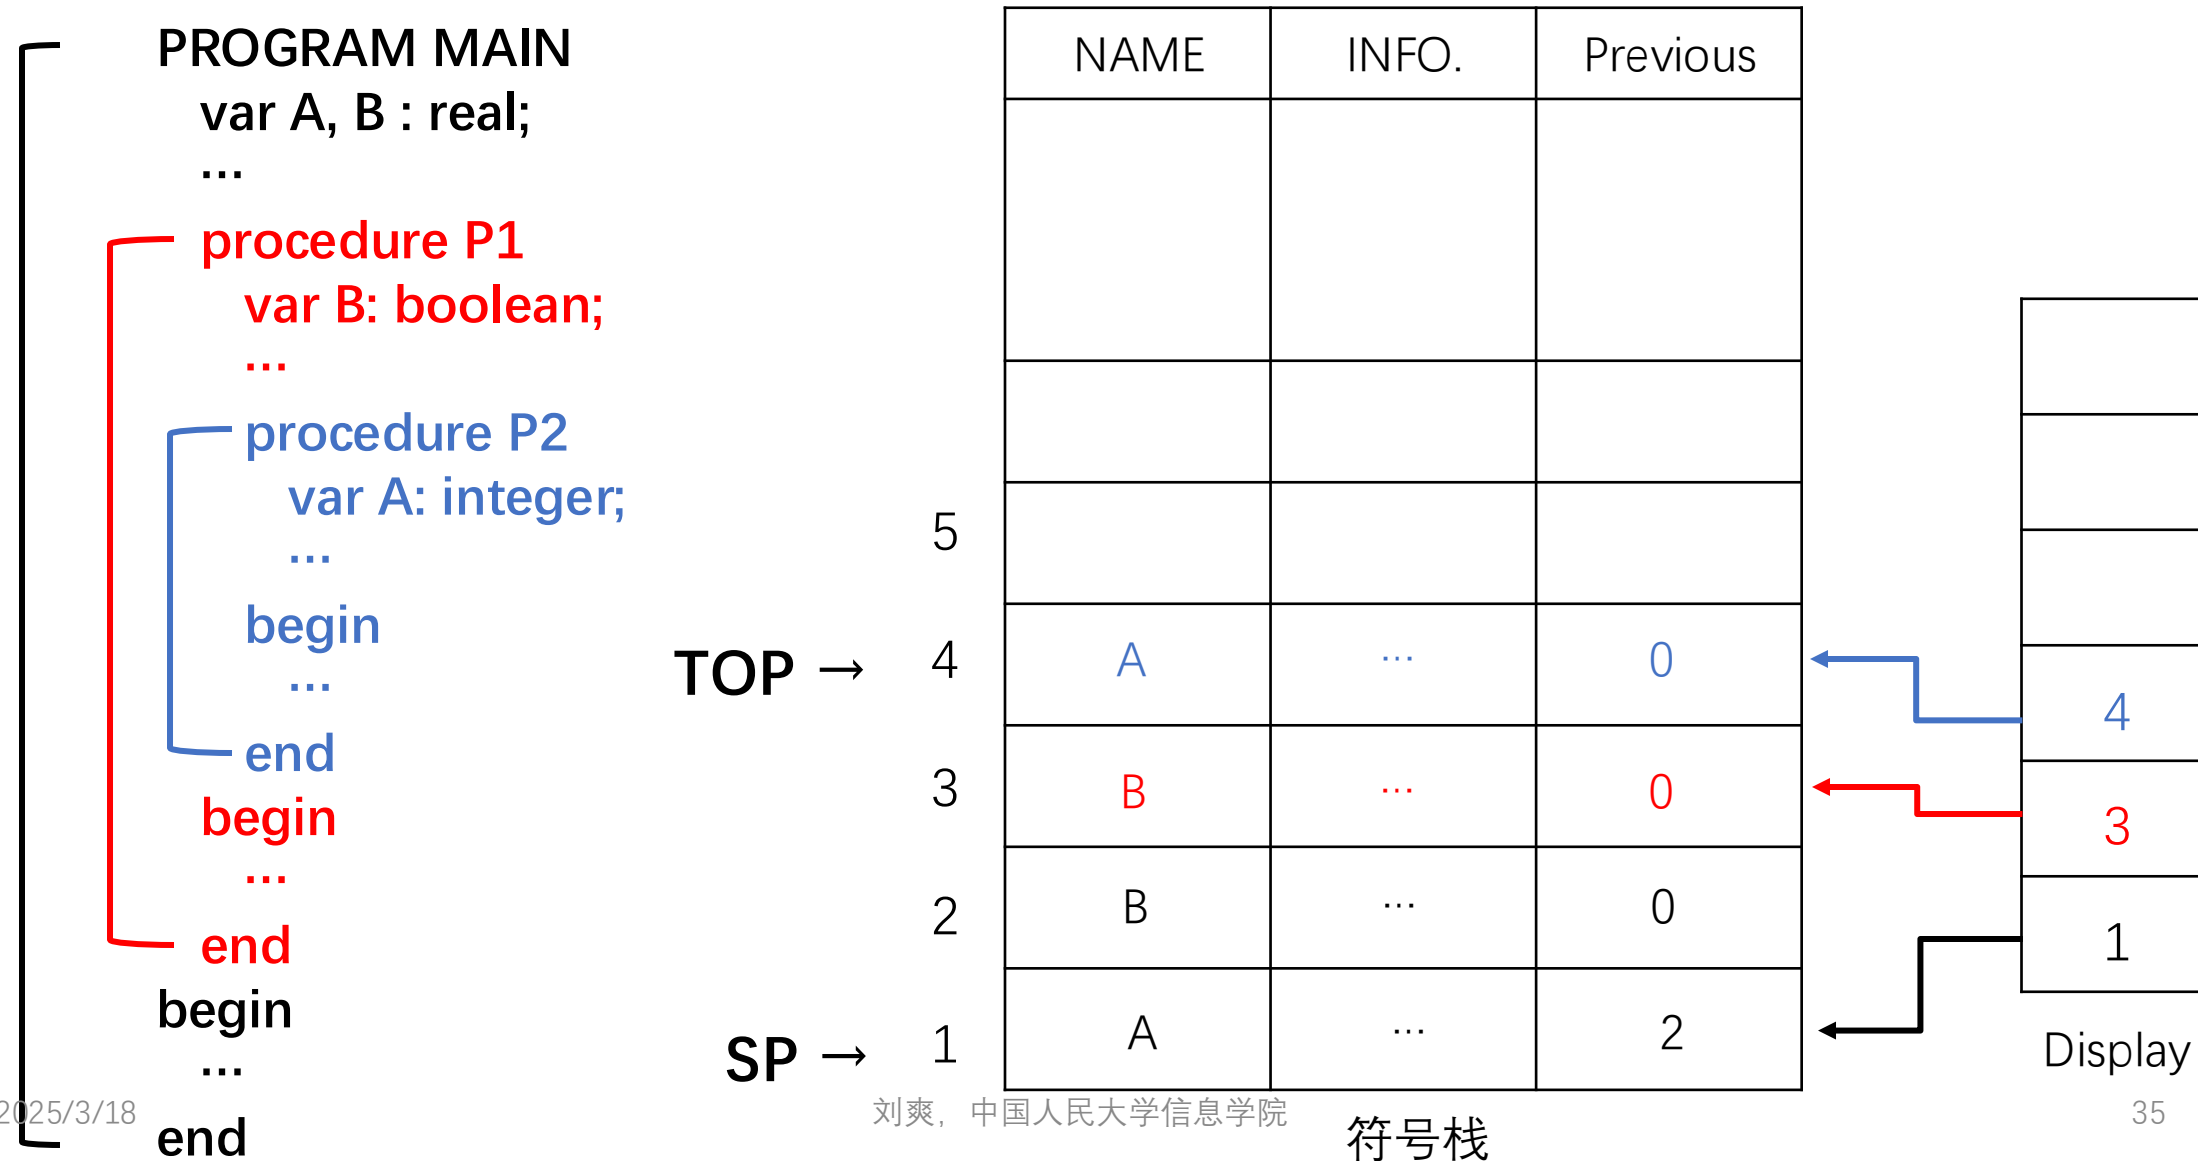 PROGRAM MAIN
var A, B : real;
...
procedure P1
var B: boolean;
...
procedure P2
var A: integer;
...
begin
...
end
begin
...
end
begin
...
end
NAME INFO. Previous
5
TOP → 4 A ... 0
3 B ... 0
2 B ... 0
SP → 1 A ... 2
符号栈
4
3
1
Display
2025/3/18
刘爽，中国人民大学信息学院
35